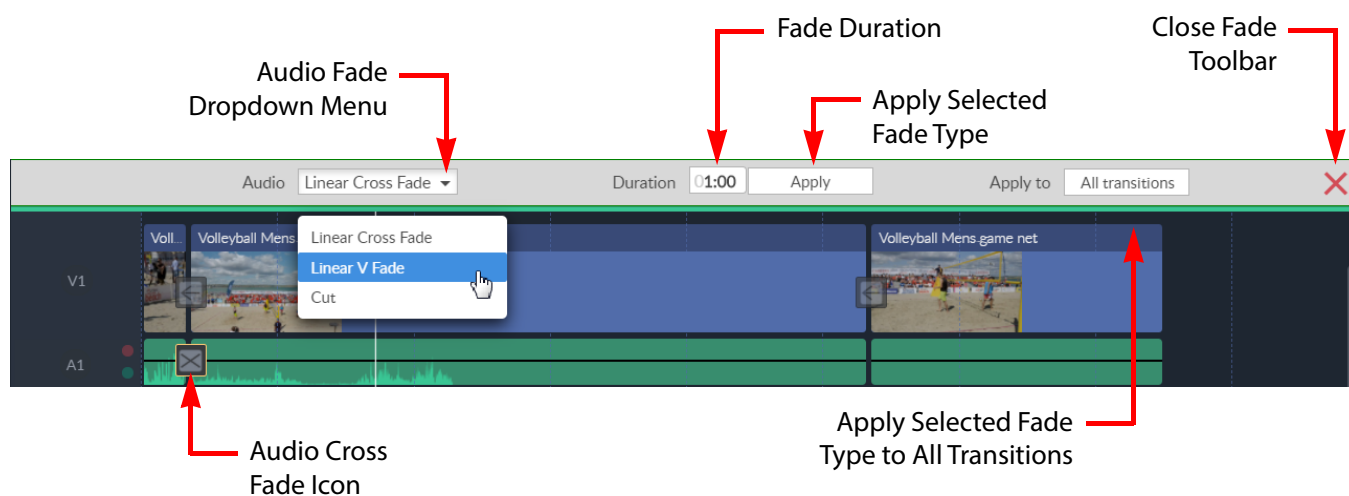 Fade Duration
Close Fade
Toolbar
Audio Fade
Dropdown Menu
Apply Selected
Fade Type
Audio
Linear Cross Fade
Duration
01:00
Apply
Apply to
All transitions
Voll...
Volleyball Mens
Volleyball Mens.game net
Linear Cross Fade
Linear V Fade
Cut
V1
A1
Apply Selected Fade
Type to All Transitions
Audio Cross
Fade Icon